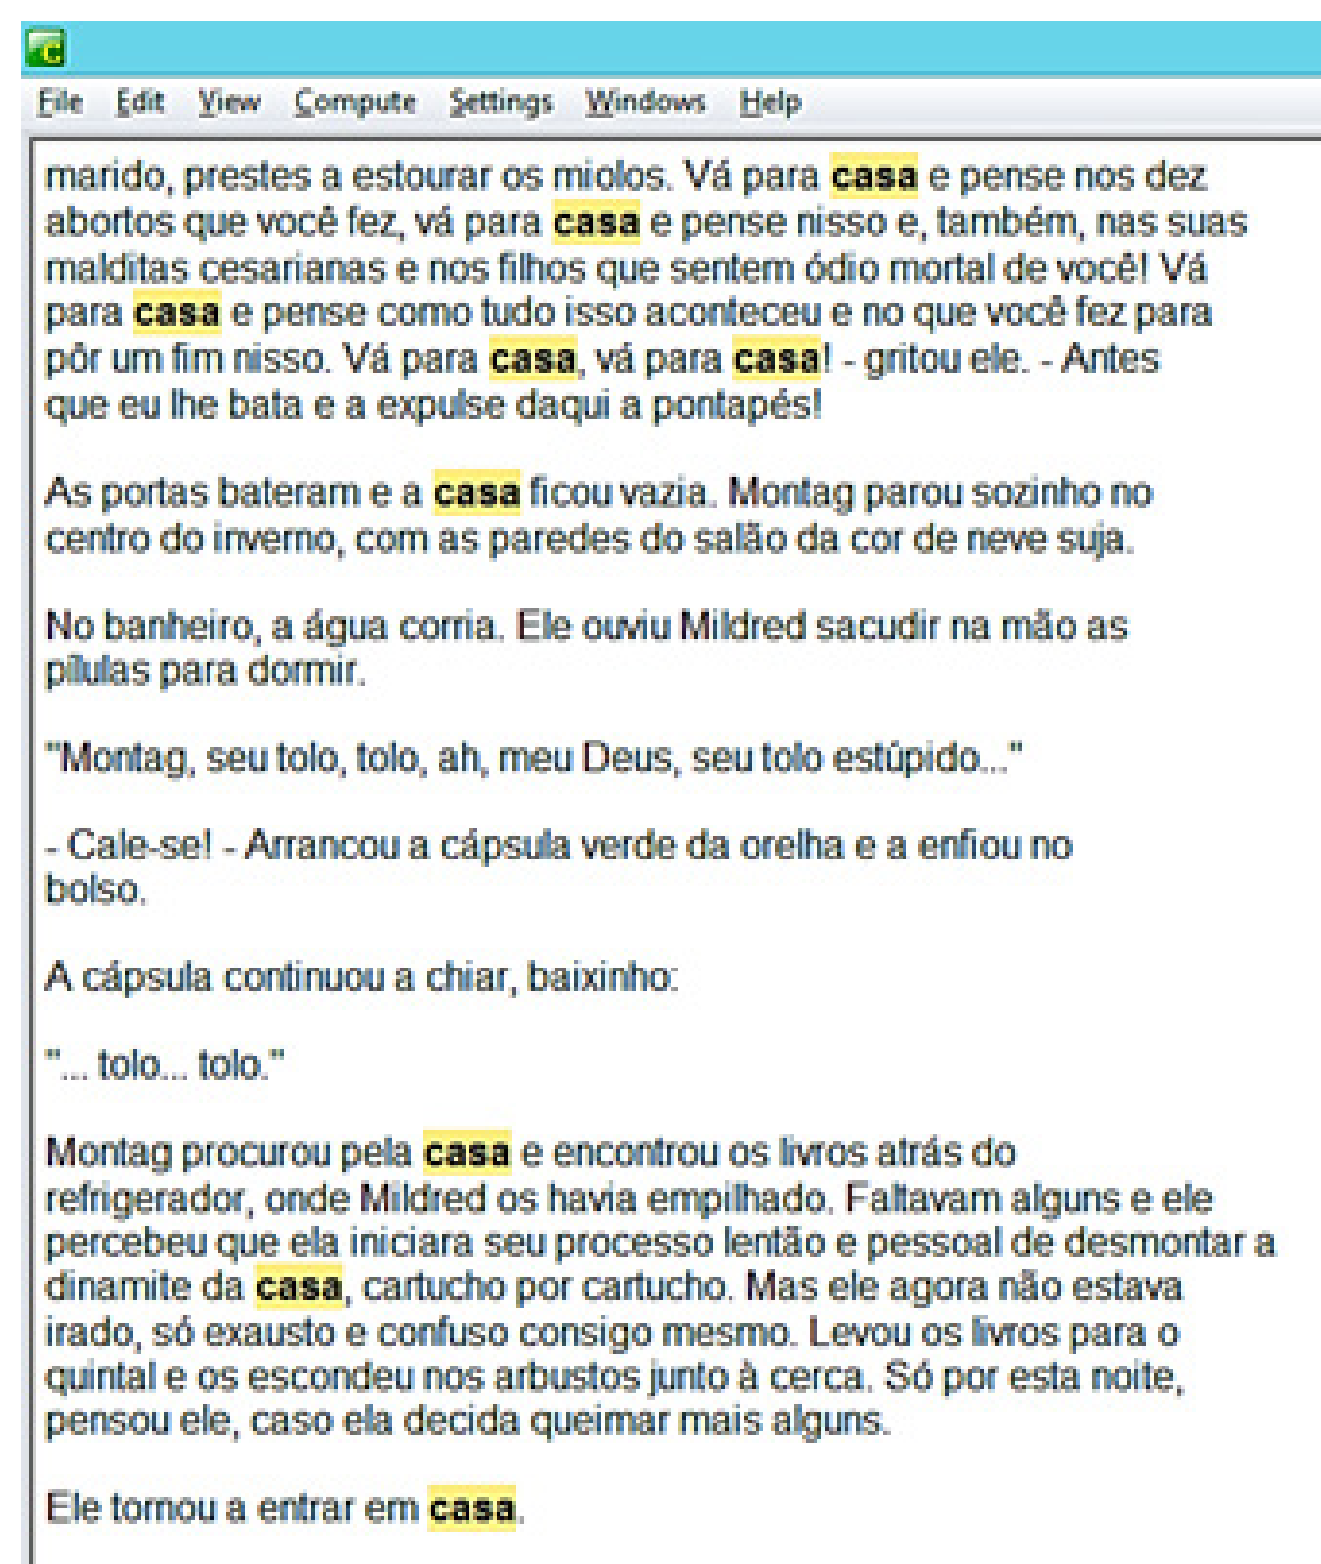 C
File Edit View Compute Settings Windows Help
marido, prestes a estourar os miolos. Vá para casa e pense nos dez
abortos que você fez, vá para casa e pense nisso e, também, nas suas
malditas cesarianas e nos filhos que sentem ódio mortal de você! Vá
para casa e pense como tudo isso aconteceu e no que você fez para
pôr um fim nisso. Vá para casa, vá para casa! - gritou ele. - Antes
que eu lhe bata e a expulse daqui a pontapés!
As portas bateram e a casa ficou vazia. Montag parou sozinho no
centro do inverno, com as paredes do salão da cor de neve suja.
No banheiro, a água corria. Ele ouviu Mildred sacudir na mão as
pílulas para dormir.
"Montag, seu tolo, tolo, ah, meu Deus, seu tolo estúpido..."
- Cale-se! - Arrancou a cápsula verde da orelha e a enfiou no
bolso.
A cápsula continuou a chiar, baixinho:
"... tolo... tolo."
Montag procurou pela casa e encontrou os livros atrás do
refrigerador, onde Mildred os havia empilhado. Faltavam alguns e ele
percebeu que ela iniciara seu processo lentão e pessoal de desmontar a
dinamite da casa, cartucho por cartucho. Mas ele agora não estava
irado, só exausto e confuso consigo mesmo. Levou os livros para o
quintal e os escondeu nos arbustos junto à cerca. Só por esta noite,
pensou ele, caso ela decida queimar mais alguns.
Ele tornou a entrar em casa.